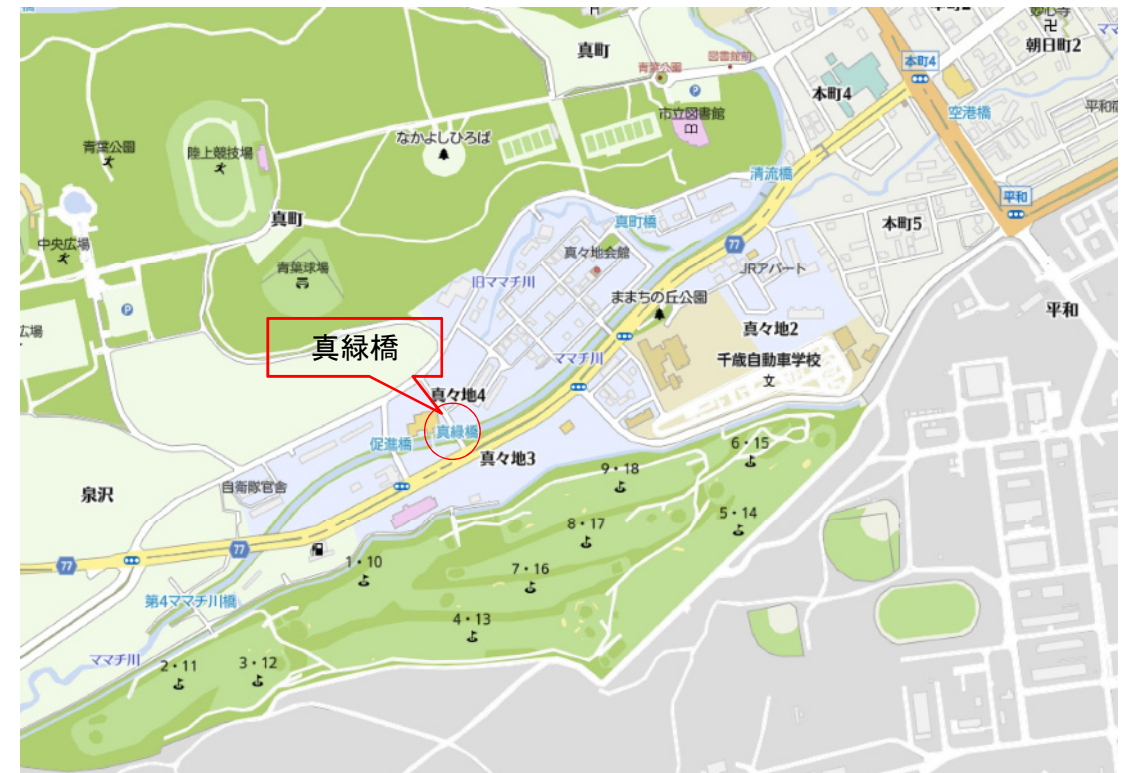 真町
図書館前
青葉公園
市立図書館
なかよしひろば
青葉公園
陸上競技場
真町
中央広場
青葉球場
広場
本町4
本町4
朝日町2
空港橋
清流橋
平和
本町5
真町橋
77
真々地会館
JRアパート
旧ママチ川
ままちの丘公園
平和
真々地2
ママチ川
千歳自動車学校
文
真緑橋
真々地4
真緑橋
促進橋
真々地3
泉沢
自衛隊官舎
77
77
第4ママチ川橋
ママチ川
6・15
9・18
5・14
8・17
1・10
7・16
4・13
2・11
3・12